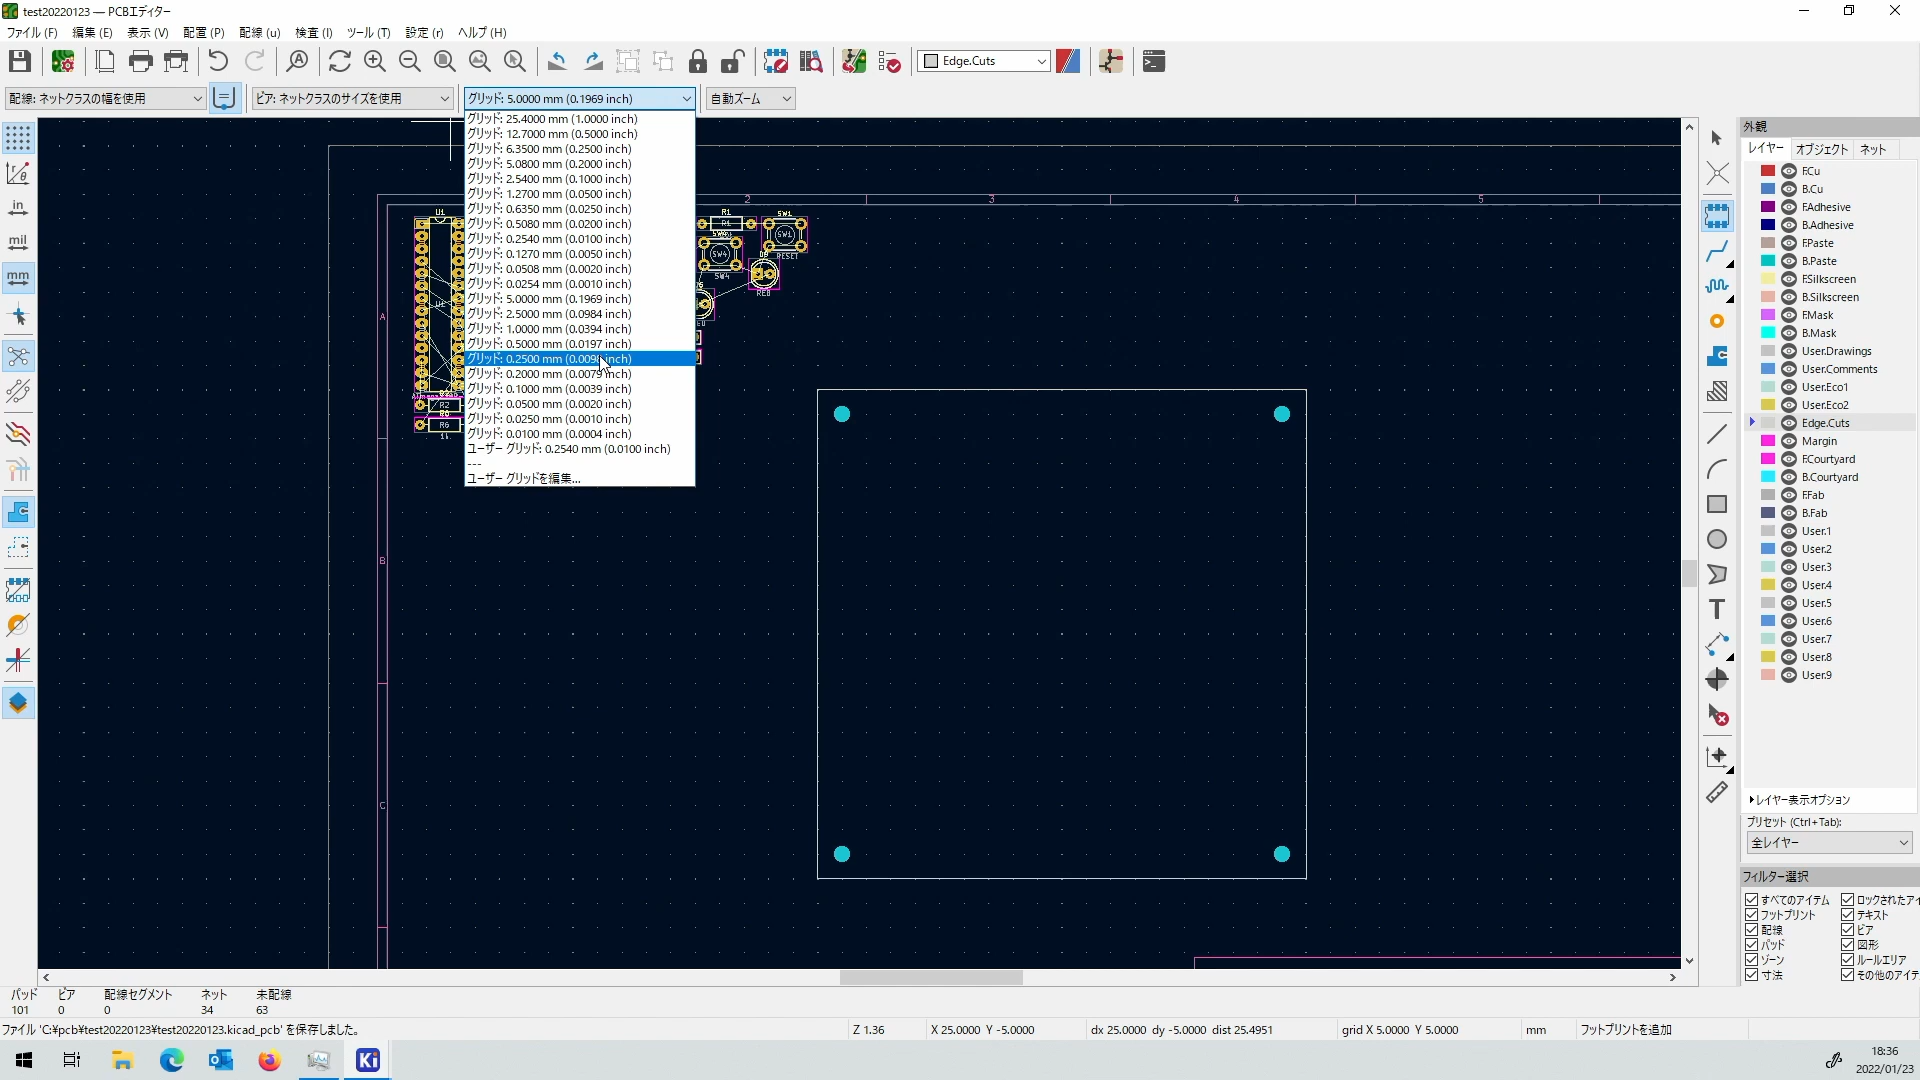 test20220123 — PCBエディター
ファイル (F) 編集 (E) 表示 (V) 配置 (P) 配線 (u) 検査 (I) ツール (T) 設定 (r) ヘルプ (H)
Edge.Cuts
配線: ネットクラスの幅を使用
ビア: ネットクラスのサイズを使用
グリッド: 5.0000 mm (0.1969 inch)
自動ズーム
グリッド: 25.4000 mm (1.0000 inch)
グリッド: 12.7000 mm (0.5000 inch)
グリッド: 6.3500 mm (0.2500 inch)
グリッド: 5.0800 mm (0.2000 inch)
グリッド: 2.5400 mm (0.1000 inch)
グリッド: 1.2700 mm (0.0500 inch)
グリッド: 0.6350 mm (0.0250 inch)
グリッド: 0.5080 mm (0.0200 inch)
グリッド: 0.2540 mm (0.0100 inch)
グリッド: 0.1270 mm (0.0050 inch)
グリッド: 0.0508 mm (0.0020 inch)
グリッド: 0.0254 mm (0.0010 inch)
グリッド: 5.0000 mm (0.1969 inch)
グリッド: 2.5000 mm (0.0984 inch)
グリッド: 1.0000 mm (0.0394 inch)
グリッド: 0.5000 mm (0.0197 inch)
グリッド: 0.2500 mm (0.0098 inch)
グリッド: 0.2000 mm (0.0079 inch)
グリッド: 0.1000 mm (0.0039 inch)
グリッド: 0.0500 mm (0.0020 inch)
グリッド: 0.0250 mm (0.0010 inch)
グリッド: 0.0100 mm (0.0004 inch)
ユーザー グリッド: 0.2540 mm (0.0100 inch)
---
ユーザー グリッドを編集...
in
mil
mm
2
3
4
5
A
B
C
U1
U1
R2
R6
R1
R1
SW1
SW1
RESET
SW4
SW4
外観
レイヤー オブジェクト ネット
F.Cu
B.Cu
F.Adhesive
B.Adhesive
F.Paste
B.Paste
F.Silkscreen
B.Silkscreen
F.Mask
B.Mask
User.Drawings
User.Comments
User.Eco1
User.Eco2
Edge.Cuts
Margin
F.Courtyard
B.Courtyard
F.Fab
B.Fab
User.1
User.2
User.3
User.4
User.5
User.6
User.7
User.8
User.9
レイヤー表示オプション
プリセット (Ctrl+Tab):
全レイヤー
フィルター選択
すべてのアイテム ロックされたアイ
フットプリント テキスト
配線 ビア
パッド 図形
ゾーン ルールエリア
寸法 その他のアイテ
パッド ビア 配線セグメント ネット 未配線
101 0 0 34 63
ファイル 'C:¥pcb¥test20220123¥test20220123.kicad_pcb' を保存しました。
Z 1.36
X 25.0000 Y -5.0000
dx 25.0000 dy -5.0000 dist 25.4951
grid X 5.0000 Y 5.0000
mm
フットプリントを追加
Ki
18:36
2022/01/23